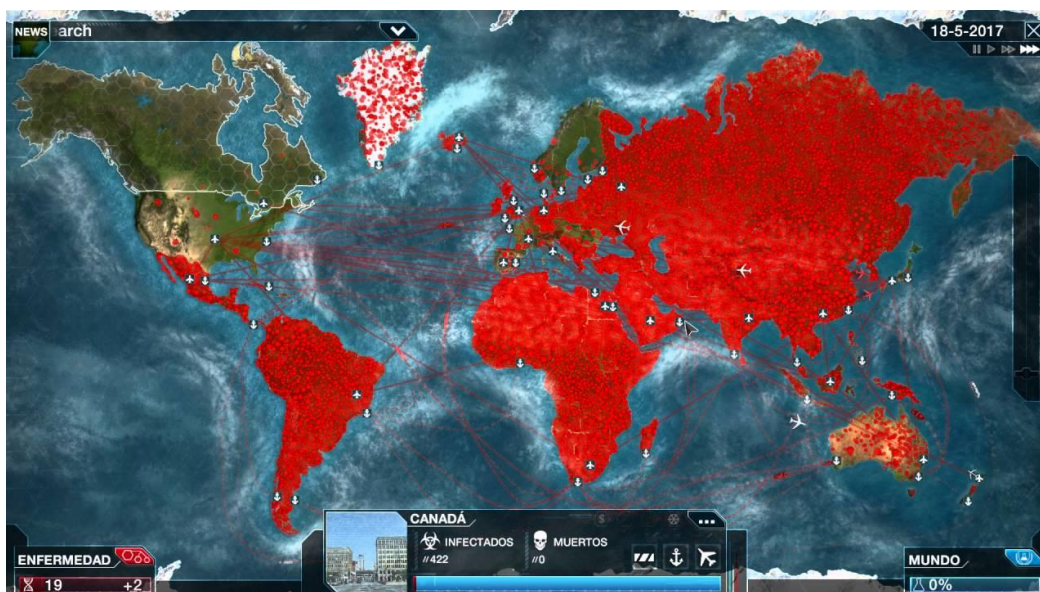 NEWS arch
18-5-2017
CANADÁ
INFECTADOS
//422
MUERTOS
//0
ENFERMEDAD
19 +2
MUNDO
0%